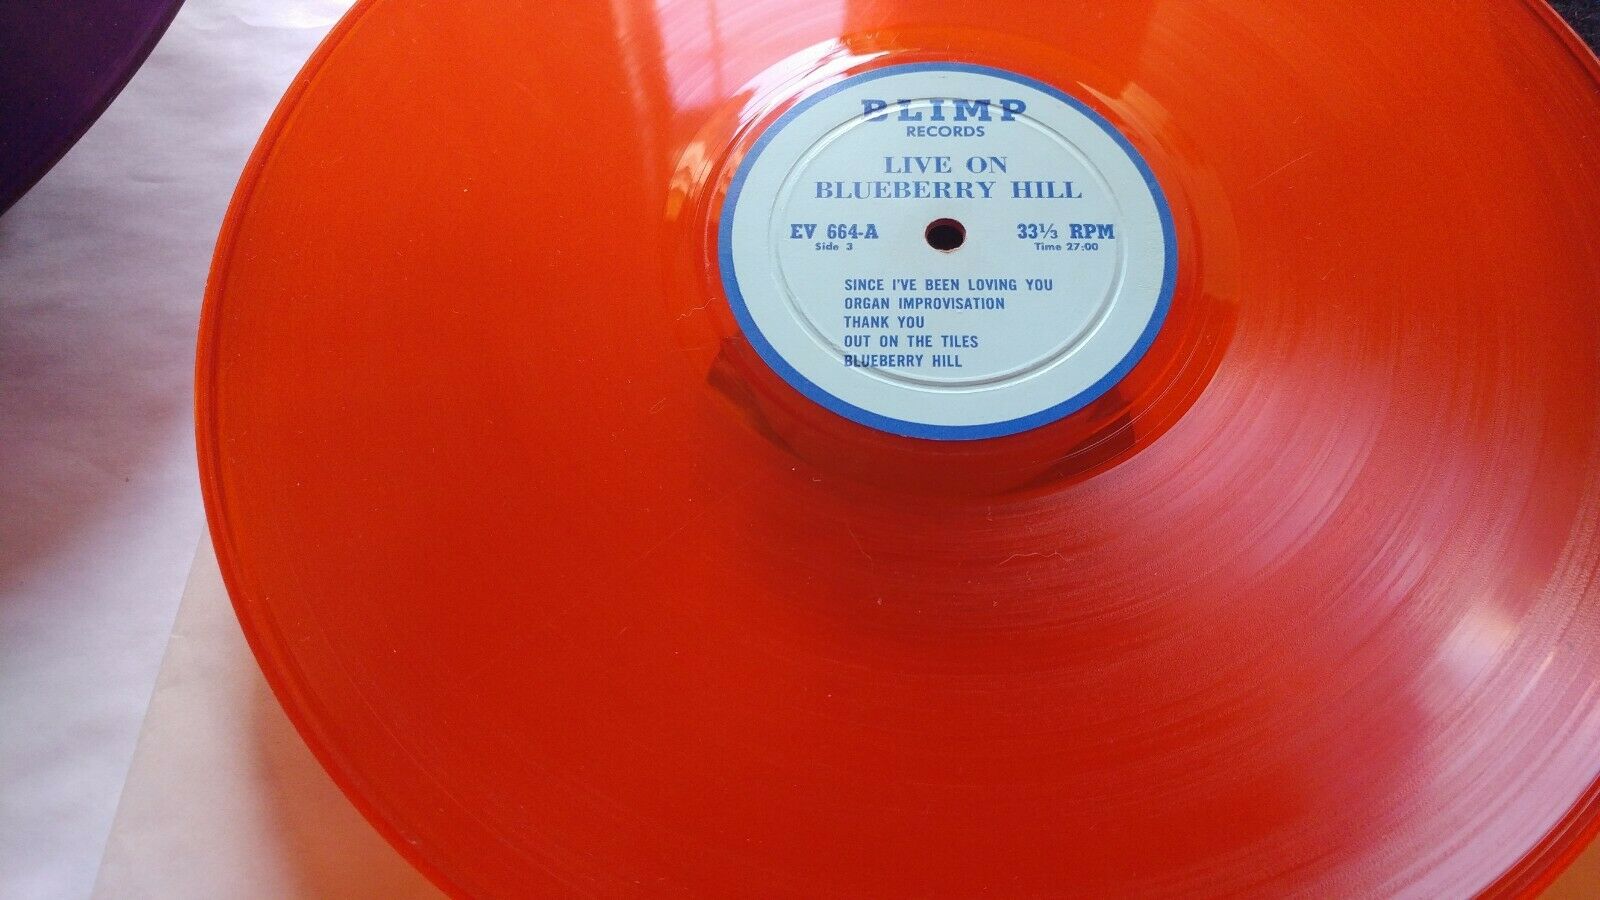 BLIMP
RECORDS
LIVE ON
BLUEBERRY HILL
EV 664-A 33⅓ RPM
Side 3 Time 27:00
SINCE I'VE BEEN LOVING YOU
ORGAN IMPROVISATION
THANK YOU
OUT ON THE TILES
BLUEBERRY HILL